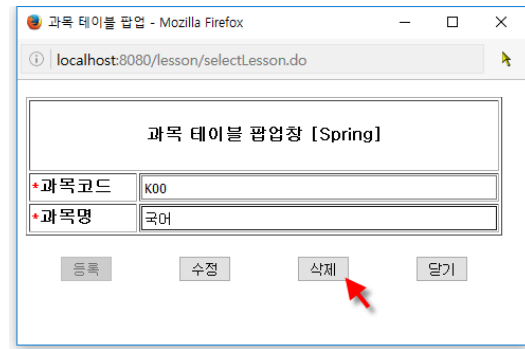 과목 테이블 팝업 - Mozilla Firefox
localhost:8080/lesson/selectLesson.do
과목 테이블 팝업창 [Spring]
*과목코드 K00
*과목명 국어
등록 수정 삭제 닫기